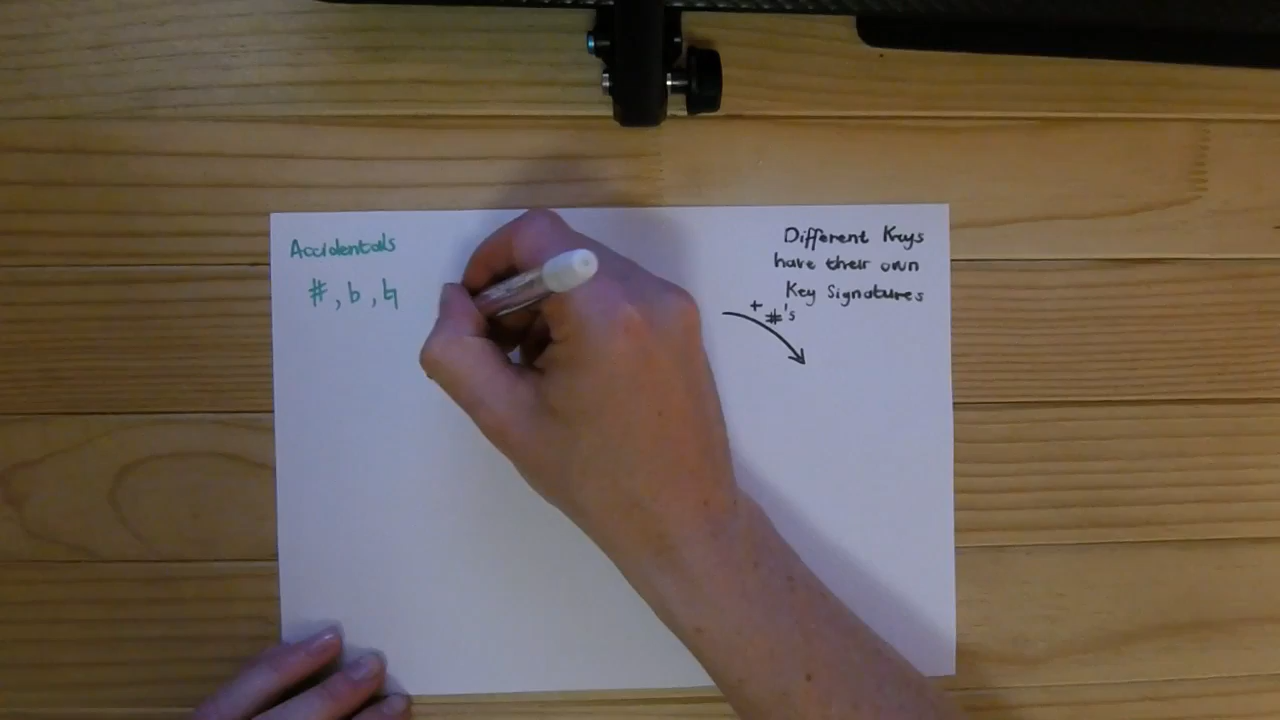 Accidentals
#, b, ♮
Different Keys
have their own
Key Signatures
+
#'s